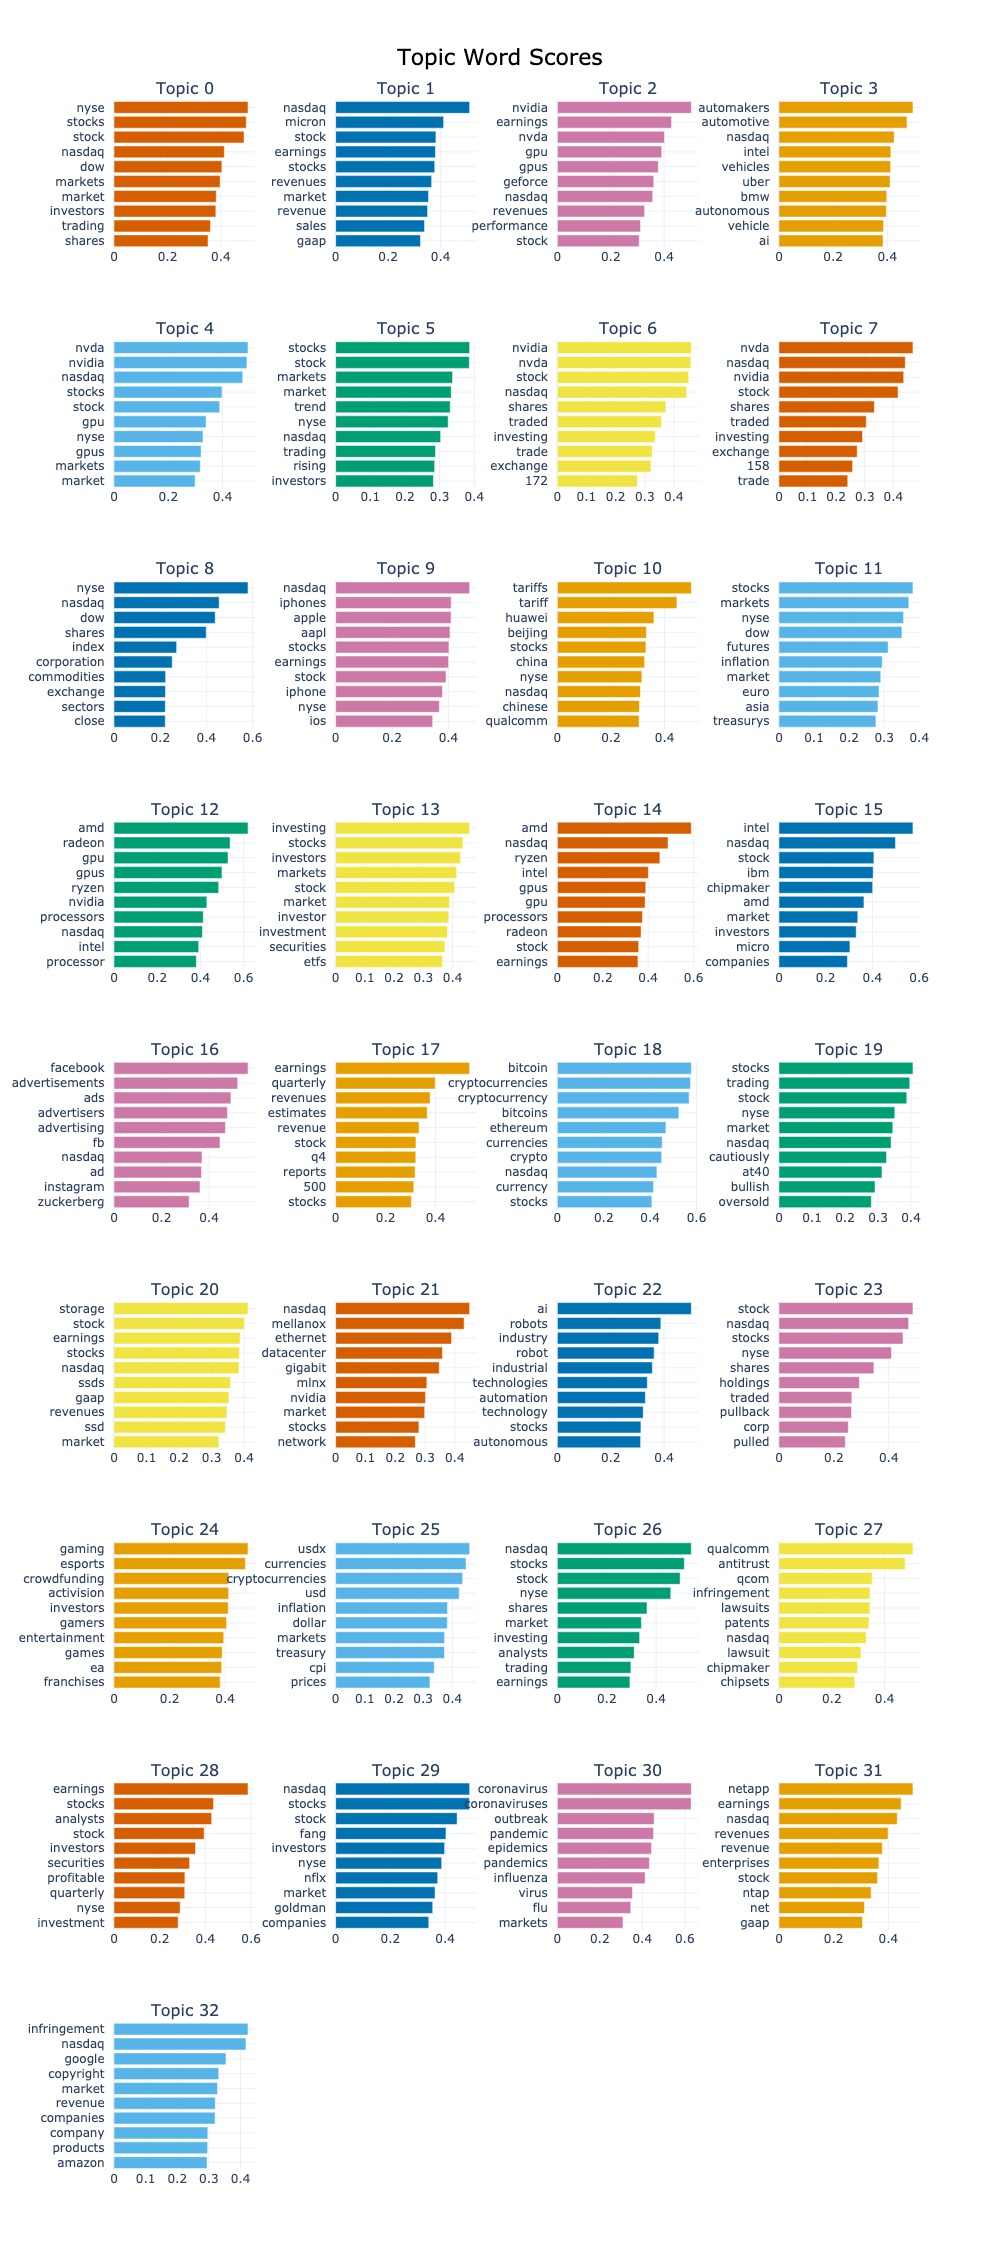 Topic Word Scores
Topic 0
nyse
stocks
stock
nasdaq
dow
markets
market
investors
trading
shares
0 0.2 0.4
Topic 1
nasdaq
micron
stock
earnings
stocks
revenues
market
revenue
sales
gaap
0 0.2 0.4
Topic 2
nvidia
earnings
nvda
gpu
gpus
geforce
nasdaq
revenues
performance
stock
0 0.2 0.4
Topic 3
automakers
automotive
nasdaq
intel
vehicles
uber
bmw
autonomous
vehicle
ai
0 0.2 0.4
Topic 4
nvda
nvidia
nasdaq
stocks
stock
gpu
nyse
gpus
markets
market
0 0.2 0.4
Topic 5
stocks
stock
markets
market
trend
nyse
nasdaq
trading
rising
investors
0 0.1 0.2 0.3 0.4
Topic 6
nvidia
nvda
stock
nasdaq
shares
traded
investing
trade
exchange
172
0 0.1 0.2 0.3 0.4
Topic 7
nvda
nasdaq
nvidia
stock
shares
traded
investing
exchange
158
trade
0 0.1 0.2 0.3 0.4
Topic 8
nyse
nasdaq
dow
shares
index
corporation
commodities
exchange
sectors
close
0 0.2 0.4 0.6
Topic 9
nasdaq
iphones
apple
aapl
stocks
earnings
stock
iphone
nyse
ios
0 0.2 0.4
Topic 10
tariffs
tariff
huawei
beijing
stocks
china
nyse
nasdaq
chinese
qualcomm
0 0.2 0.4
Topic 11
stocks
markets
nyse
dow
futures
inflation
market
euro
asia
treasurys
0 0.1 0.2 0.3 0.4
Topic 12
amd
radeon
gpu
gpus
ryzen
nvidia
processors
nasdaq
intel
processor
0 0.2 0.4 0.6
Topic 13
investing
stocks
investors
markets
stock
market
investor
investment
securities
etfs
0 0.1 0.2 0.3 0.4
Topic 14
amd
nasdaq
ryzen
intel
gpus
gpu
processors
radeon
stock
earnings
0 0.2 0.4 0.6
Topic 15
intel
nasdaq
stock
ibm
chipmaker
amd
market
investors
micro
companies
0 0.2 0.4 0.6
Topic 16
facebook
advertisements
ads
advertisers
advertising
fb
nasdaq
ad
instagram
zuckerberg
0 0.2 0.4
Topic 17
earnings
quarterly
revenues
estimates
revenue
stock
q4
reports
500
stocks
0 0.2 0.4
Topic 18
bitcoin
cryptocurrencies
cryptocurrency
bitcoins
ethereum
currencies
crypto
nasdaq
currency
stocks
0 0.2 0.4 0.6
Topic 19
stocks
trading
stock
nyse
market
nasdaq
cautiously
at40
bullish
oversold
0 0.1 0.2 0.3 0.4
Topic 20
storage
stock
earnings
stocks
nasdaq
ssds
gaap
revenues
ssd
market
0 0.1 0.2 0.3 0.4
Topic 21
nasdaq
mellanox
ethernet
datacenter
gigabit
mlnx
nvidia
market
stocks
network
0 0.1 0.2 0.3 0.4
Topic 22
ai
robots
industry
robot
industrial
technologies
automation
technology
stocks
autonomous
0 0.2 0.4
Topic 23
stock
nasdaq
stocks
nyse
shares
holdings
traded
pullback
corp
pulled
0 0.2 0.4
Topic 24
gaming
esports
crowdfunding
activision
investors
gamers
entertainment
games
ea
franchises
0 0.2 0.4
Topic 25
usdx
currencies
cryptocurrencies
usd
inflation
dollar
markets
treasury
cpi
prices
0 0.1 0.2 0.3 0.4
Topic 26
nasdaq
stocks
stock
nyse
shares
market
investing
analysts
trading
earnings
0 0.2 0.4
Topic 27
qualcomm
antitrust
qcom
infringement
lawsuits
patents
nasdaq
lawsuit
chipmaker
chipsets
0 0.2 0.4
Topic 28
earnings
stocks
analysts
stock
investors
securities
profitable
quarterly
nyse
investment
0 0.2 0.4 0.6
Topic 29
nasdaq
stocks
stock
fang
investors
nyse
nflx
market
goldman
companies
0 0.2 0.4
Topic 30
coronavirus
coronaviruses
outbreak
pandemic
epidemics
pandemics
influenza
virus
flu
markets
0 0.2 0.4 0.6
Topic 31
netapp
earnings
nasdaq
revenues
revenue
enterprises
stock
ntap
net
gaap
0 0.2 0.4
Topic 32
infringement
nasdaq
google
copyright
market
revenue
companies
company
products
amazon
0 0.1 0.2 0.3 0.4